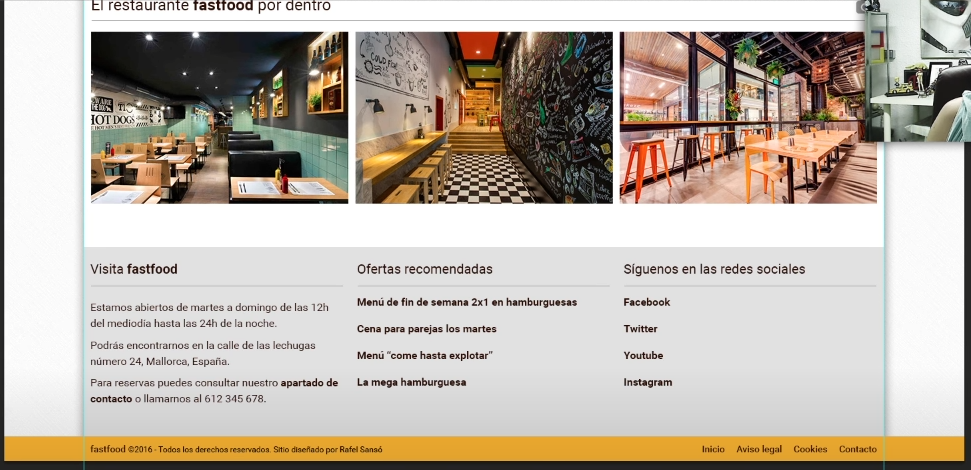 El restaurante fastfood por dentro
HOT DOGS
Visita fastfood
Estamos abiertos de martes a domingo de las 12h
del mediodía hasta las 24h de la noche.
Podrás encontrarnos en la calle de las lechugas
número 24, Mallorca, España.
Para reservas puedes consultar nuestro apartado de
contacto o llamarnos al 612 345 678.
Ofertas recomendadas
Menú de fin de semana 2x1 en hamburguesas
Cena para parejas los martes
Menú “come hasta explotar”
La mega hamburguesa
Síguenos en las redes sociales
Facebook
Twitter
Youtube
Instagram
fastfood ©2016 - Todos los derechos reservados. Sitio diseñado por Rafel Sansó
Inicio Aviso legal Cookies Contacto